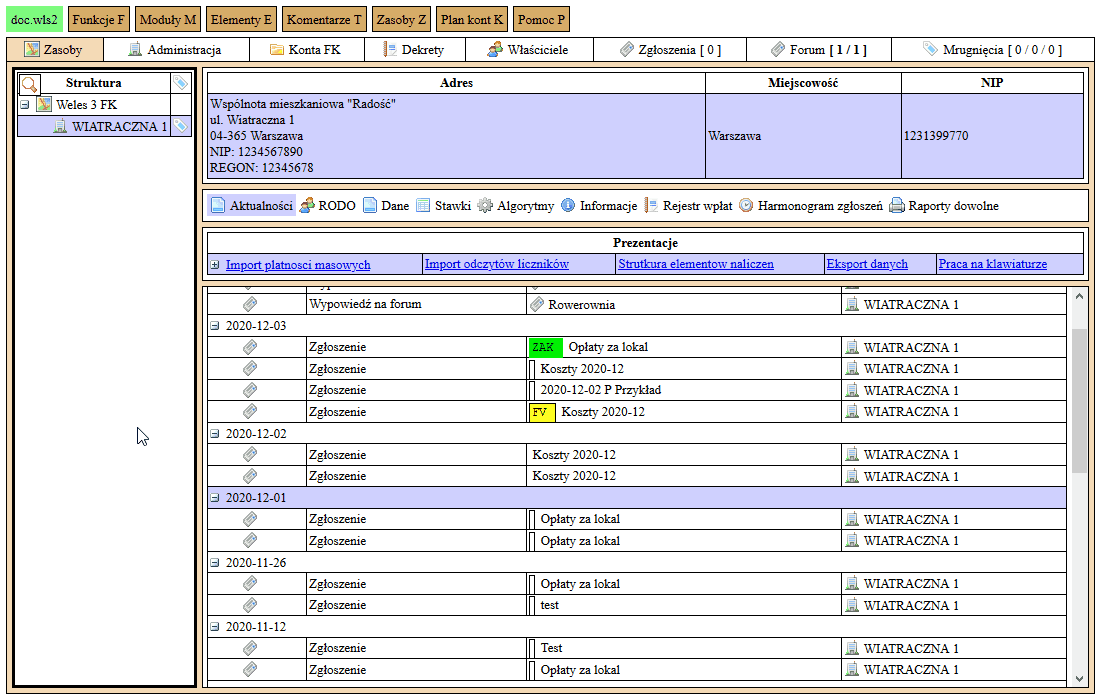 doc.wls2 Funkcje F Moduły M Elementy E Komentarze T Zasoby Z Plan kont K Pomoc P
Zasoby Administracja Konta FK Dekrety Właściciele Zgłoszenia [ 0 ] Forum [ 1 / 1 ] Mrugnięcia [ 0 / 0 / 0 ]
Struktura
Weles 3 FK
WIATRACZNA 1
Adres Miejscowość NIP
Wspólnota mieszkaniowa "Radość"
ul. Wiatraczna 1
04-365 Warszawa
NIP: 1234567890
REGON: 12345678
Warszawa
1231399770
Aktualności RODO Dane Stawki Algorytmy Informacje Rejestr wpłat Harmonogram zgłoszeń Raporty dowolne
Prezentacje
Import platnosci masowych Import odczytów liczników Strutkura elementow naliczen Eksport danych Praca na klawiaturze
Wypowiedź na forum Rowerownia WIATRACZNA 1
2020-12-03
Zgłoszenie ZAK Opłaty za lokal WIATRACZNA 1
Zgłoszenie Koszty 2020-12 WIATRACZNA 1
Zgłoszenie 2020-12-02 P Przykład WIATRACZNA 1
Zgłoszenie FV Koszty 2020-12 WIATRACZNA 1
2020-12-02
Zgłoszenie Koszty 2020-12 WIATRACZNA 1
Zgłoszenie Koszty 2020-12 WIATRACZNA 1
2020-12-01
Zgłoszenie Opłaty za lokal WIATRACZNA 1
Zgłoszenie Opłaty za lokal WIATRACZNA 1
2020-11-26
Zgłoszenie Opłaty za lokal WIATRACZNA 1
Zgłoszenie test WIATRACZNA 1
2020-11-12
Zgłoszenie Test WIATRACZNA 1
Zgłoszenie Opłaty za lokal WIATRACZNA 1